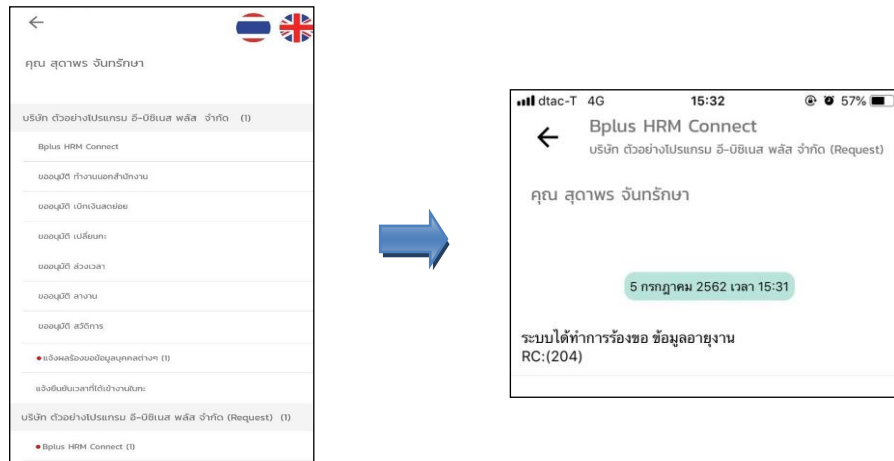 คุณ สุดาพร จันทรักษา
บริษัท ตัวอย่างโปรแกรม อี-บิซิเนส พลัส จำกัด (1)
Bplus HRM Connect
ขออนุมัติ ทำงานนอกสำนักงาน
ขออนุมัติ เบิกเงินสดย่อย
ขออนุมัติ เปลี่ยนกะ
ขออนุมัติ ล่วงเวลา
ขออนุมัติ ลางาน
ขออนุมัติ สวัสดิการ
แจ้งผลร้องขอข้อมูลบุคคลต่างๆ (1)
แจ้งยืนยันเวลาที่ได้เข้างานในกะ
บริษัท ตัวอย่างโปรแกรม อี-บิซิเนส พลัส จำกัด (Request) (1)
Bplus HRM Connect (1)
dtac-T 4G 15:32 57%
Bplus HRM Connect
บริษัท ตัวอย่างโปรแกรม อี-บิซิเนส พลัส จำกัด (Request)
คุณ สุดาพร จันทรักษา
5 กรกฎาคม 2562 เวลา 15:31
ระบบได้ทำการร้องขอ ข้อมูลอายุงาน
RC:(204)